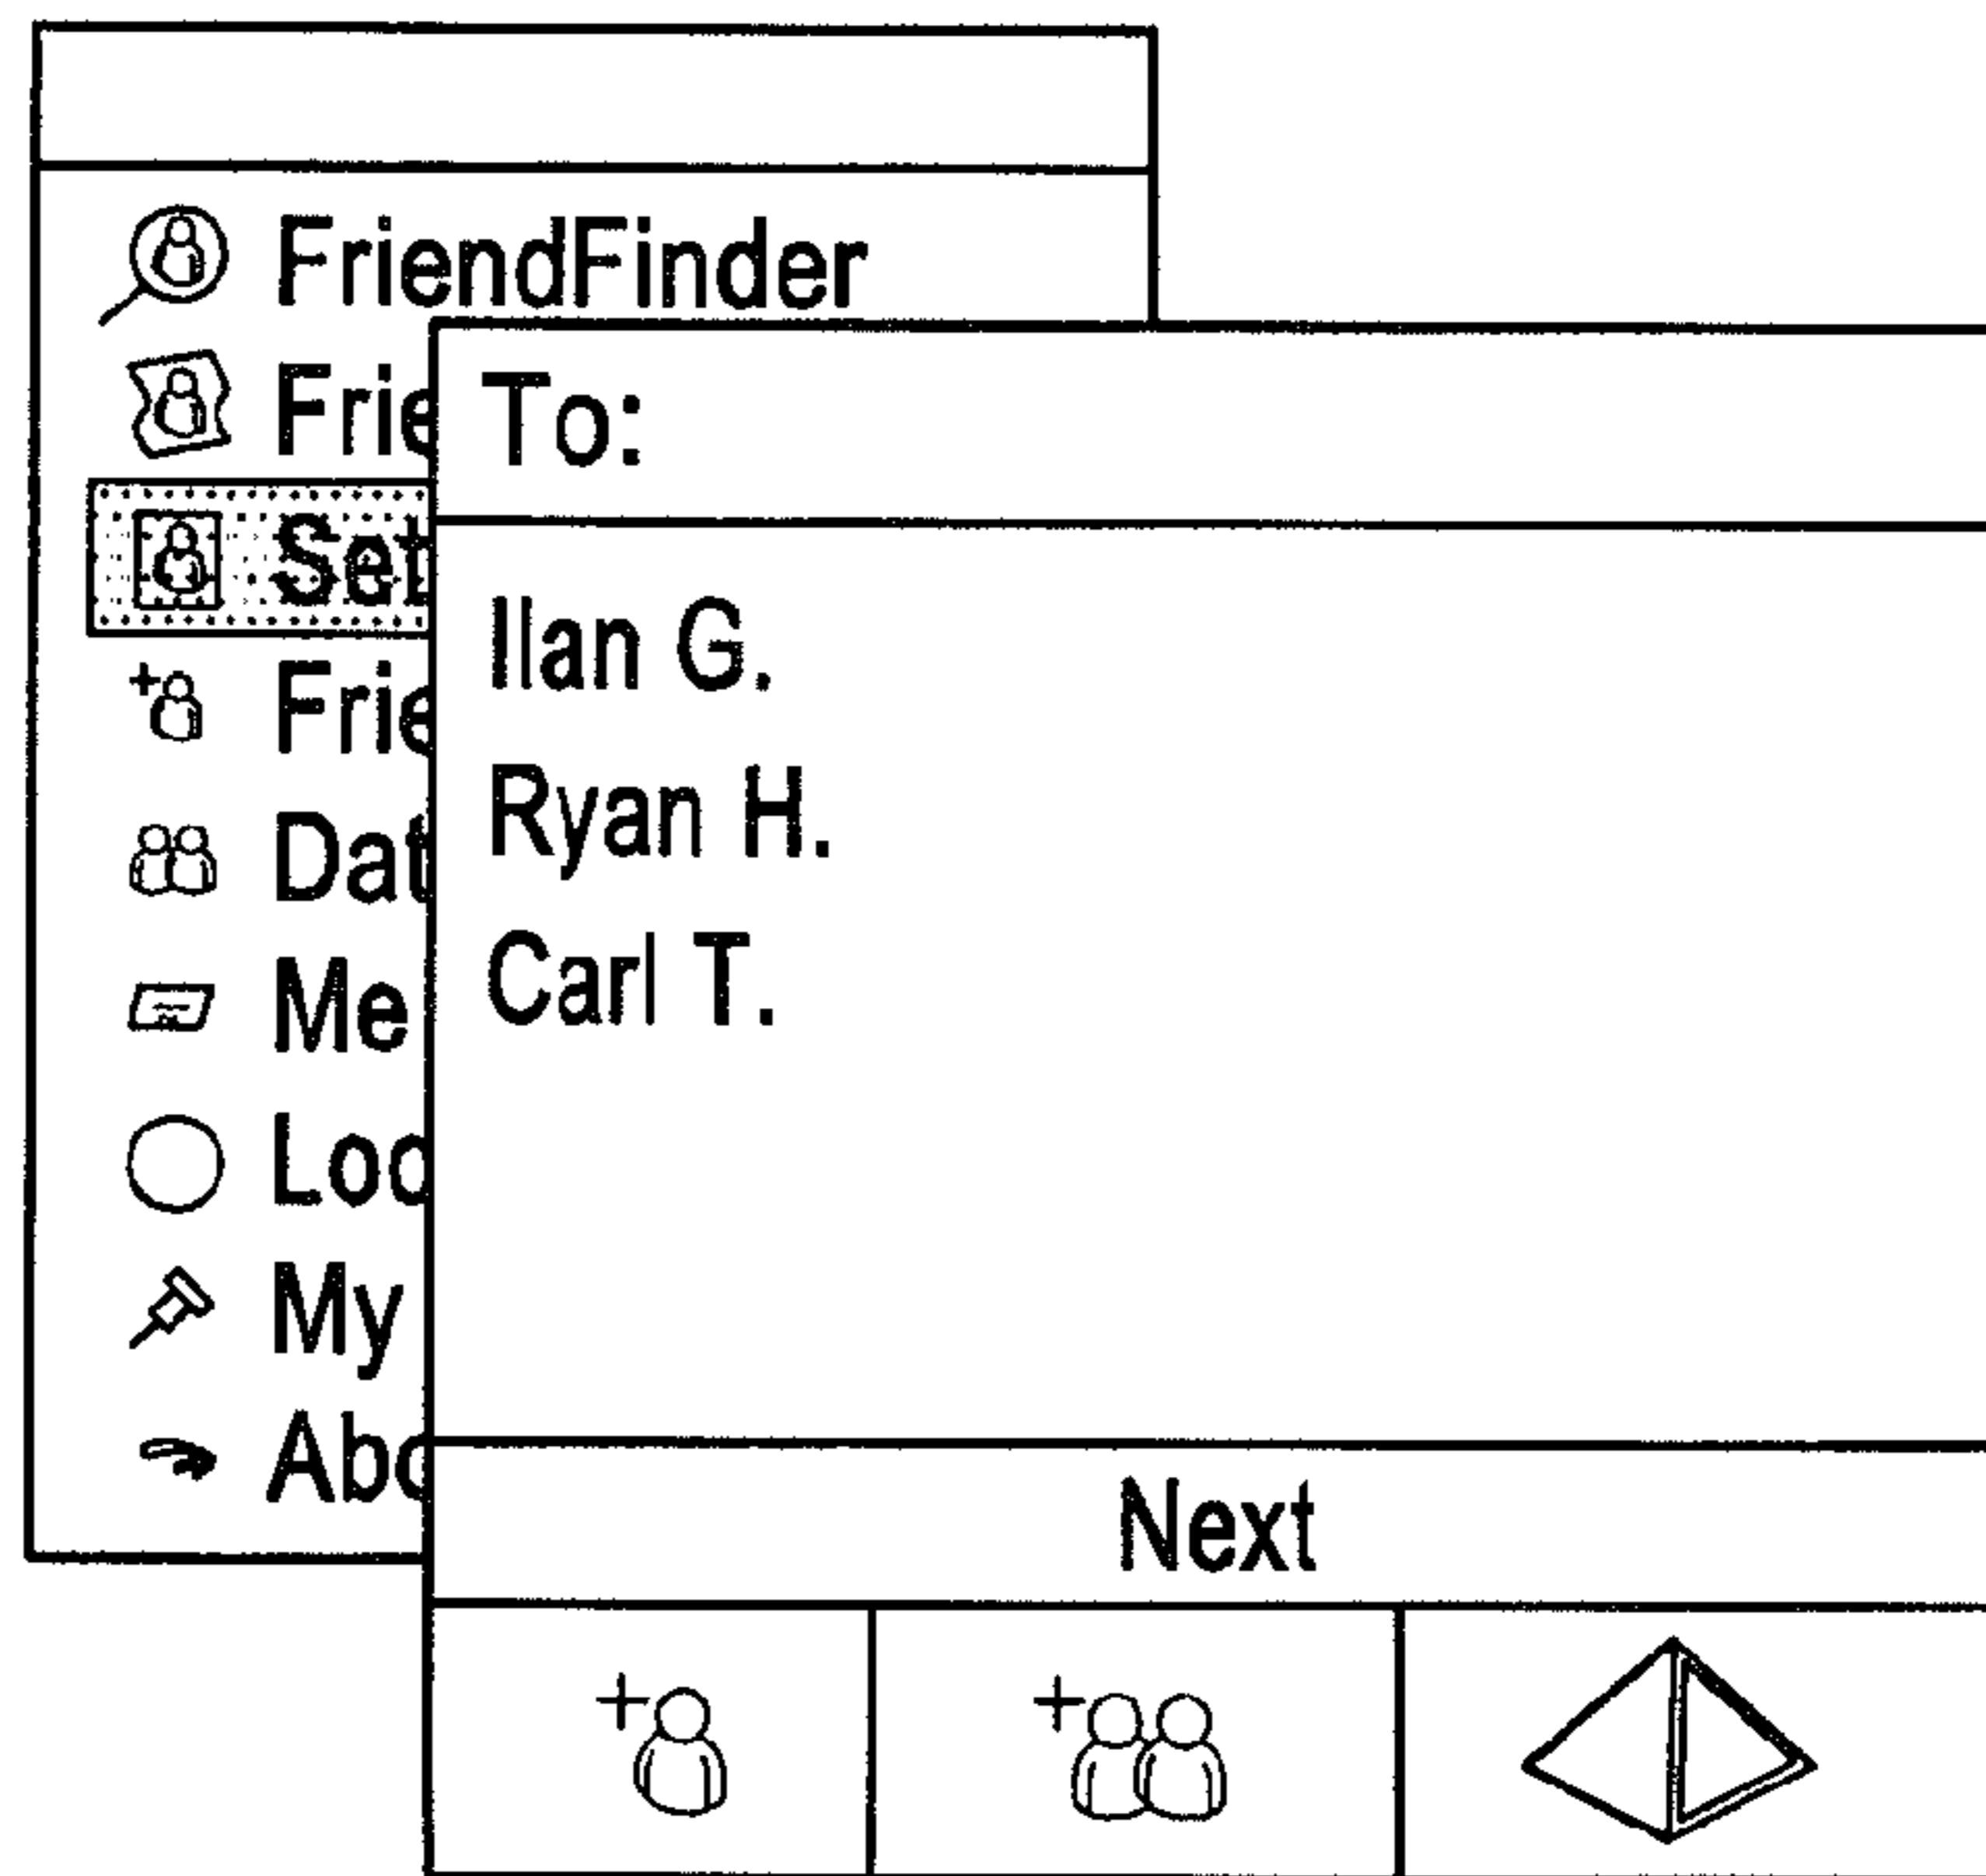 FriendFinder
Frie
Set
Frie
Dat
Me
Loc
My
Abo
To:
Ilan G.
Ryan H.
Carl T.
Next